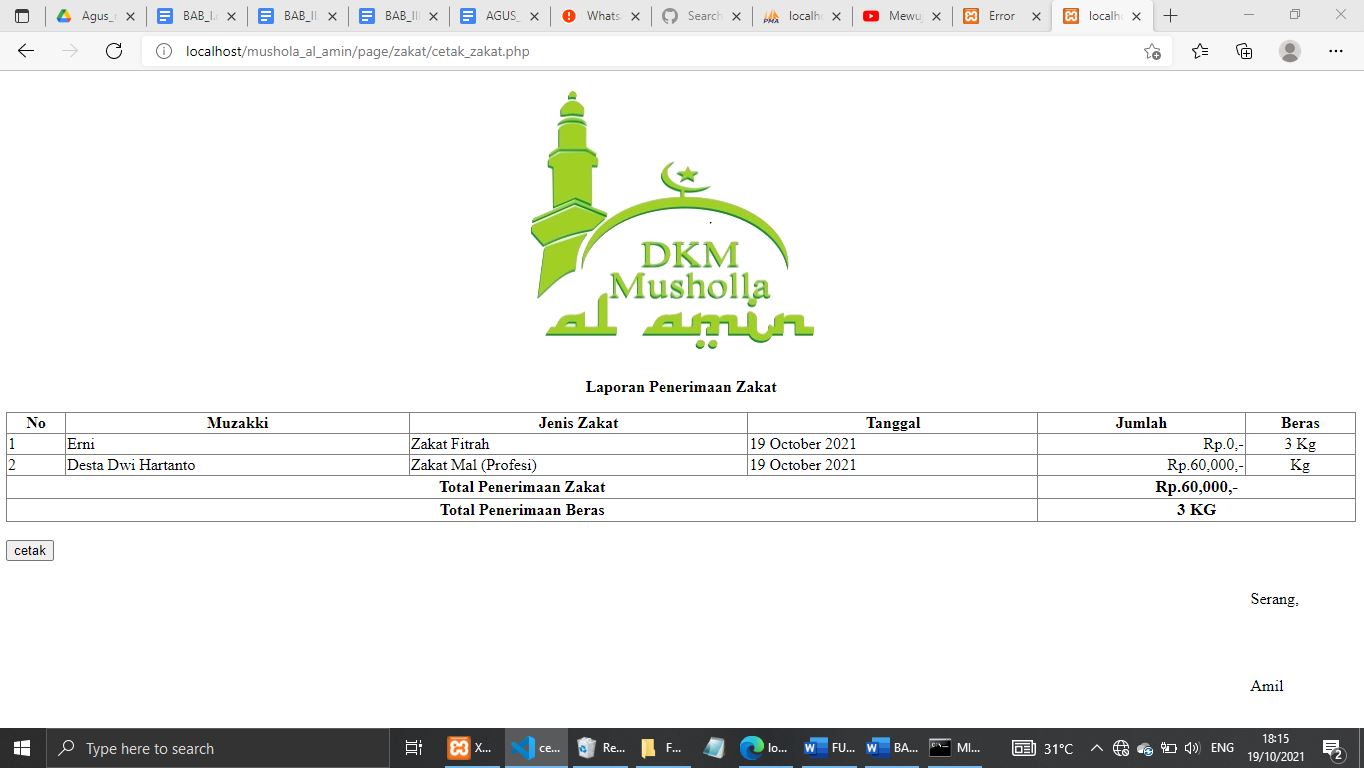 Agus_
BAB_I.
BAB_II.
BAB_III
AGUS_
Whats
Search
localho
Mewu
Error
localho
localhost/mushola_al_amin/page/zakat/cetak_zakat.php
DKM
Musholla
al amin
Laporan Penerimaan Zakat
No Muzakki Jenis Zakat Tanggal Jumlah Beras
1 Erni Zakat Fitrah 19 October 2021 Rp.0,- 3 Kg
2 Desta Dwi Hartanto Zakat Mal (Profesi) 19 October 2021 Rp.60,000,- Kg
Total Penerimaan Zakat Rp.60,000,-
Total Penerimaan Beras 3 KG
cetak
Serang,
Amil
Type here to search
X...
ce...
Re...
F...
lo...
FU...
BA...
MI...
31°C
ENG
18:15
19/10/2021
2